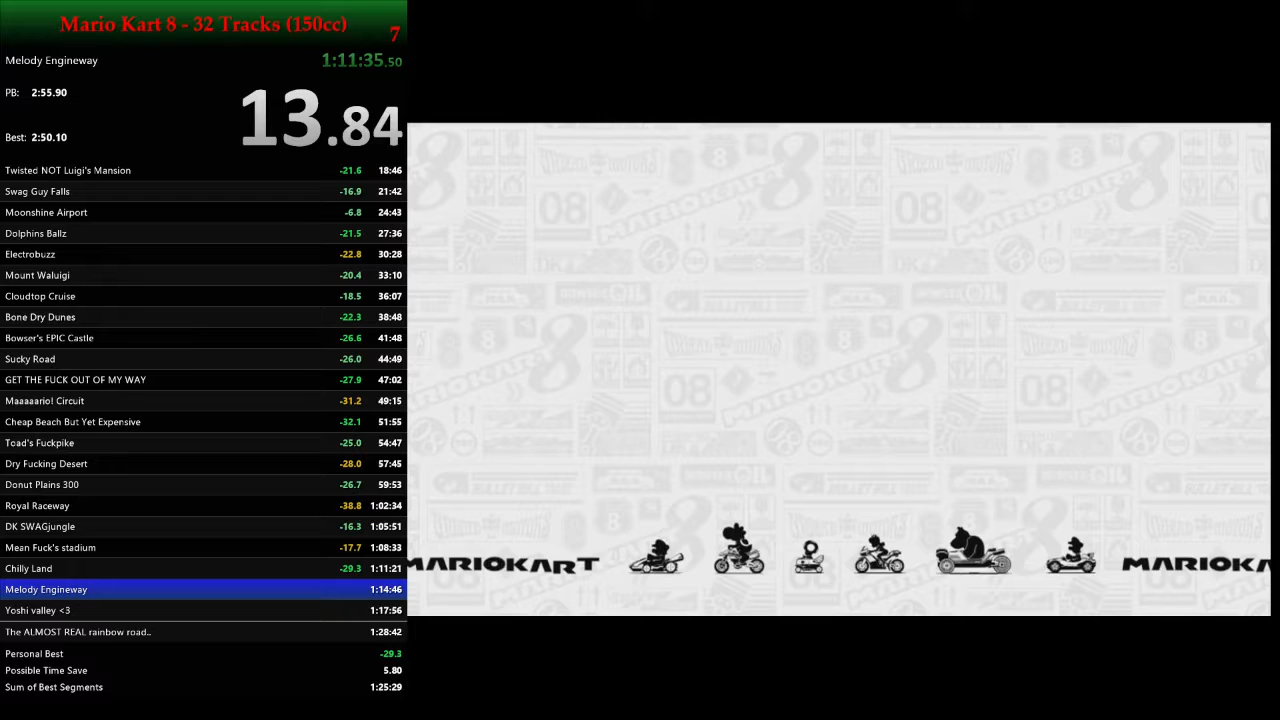 Mario Kart 8 - 32 Tracks (150cc)
7
Melody Engineway 1:11:35.50
PB: 2:55.90
13.84
Best: 2:50.10
Twisted NOT Luigi's Mansion -21.6 18:46
Swag Guy Falls -16.9 21:42
Moonshine Airport -6.8 24:43
Dolphins Ballz -21.5 27:36
Electrobuzz -22.8 30:28
Mount Waluigi -20.4 33:10
Cloudtop Cruise -18.5 36:07
Bone Dry Dunes -22.3 38:48
Bowser's EPIC Castle -26.6 41:48
Sucky Road -26.0 44:49
GET THE FUCK OUT OF MY WAY -27.9 47:02
Maaaaario! Circuit -31.2 49:15
Cheap Beach But Yet Expensive -32.1 51:55
Toad's Fuckpike -25.0 54:47
Dry Fucking Desert -28.0 57:45
Donut Plains 300 -26.7 59:53
Royal Raceway -38.8 1:02:34
DK SWAGjungle -16.3 1:05:51
Mean Fuck's stadium -17.7 1:08:33
Chilly Land -29.3 1:11:21
Melody Engineway 1:14:46
Yoshi valley <3 1:17:56
The ALMOST REAL rainbow road.. 1:28:42
Personal Best -29.3
Possible Time Save 5.80
Sum of Best Segments 1:25:29
MARIOKART MARIOKA